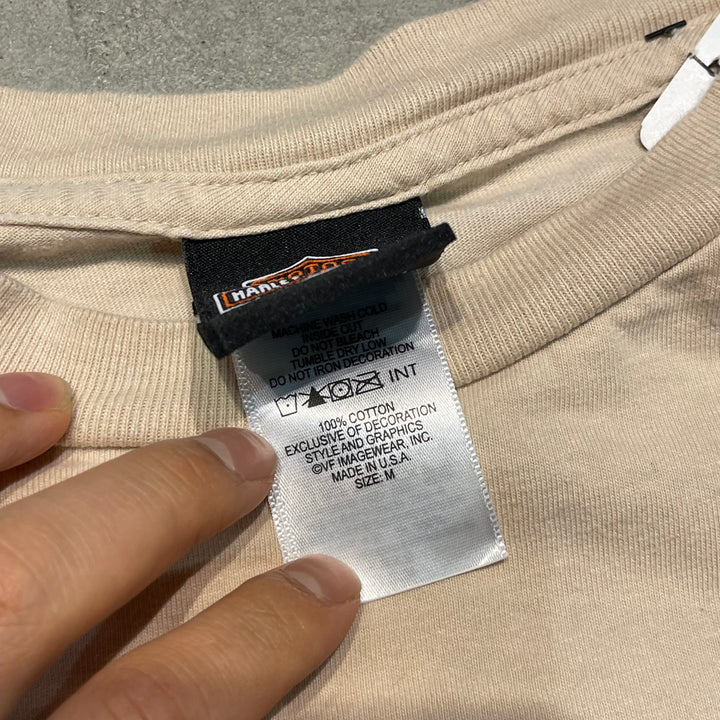 MACHINE WASH COLD
INSIDE OUT
DO NOT BLEACH
TUMBLE DRY LOW
DO NOT IRON DECORATION
INT
100% COTTON
EXCLUSIVE OF DECORATION
STYLE AND GRAPHICS
©VF IMAGEWEAR, INC.
MADE IN U.S.A.
SIZE: M